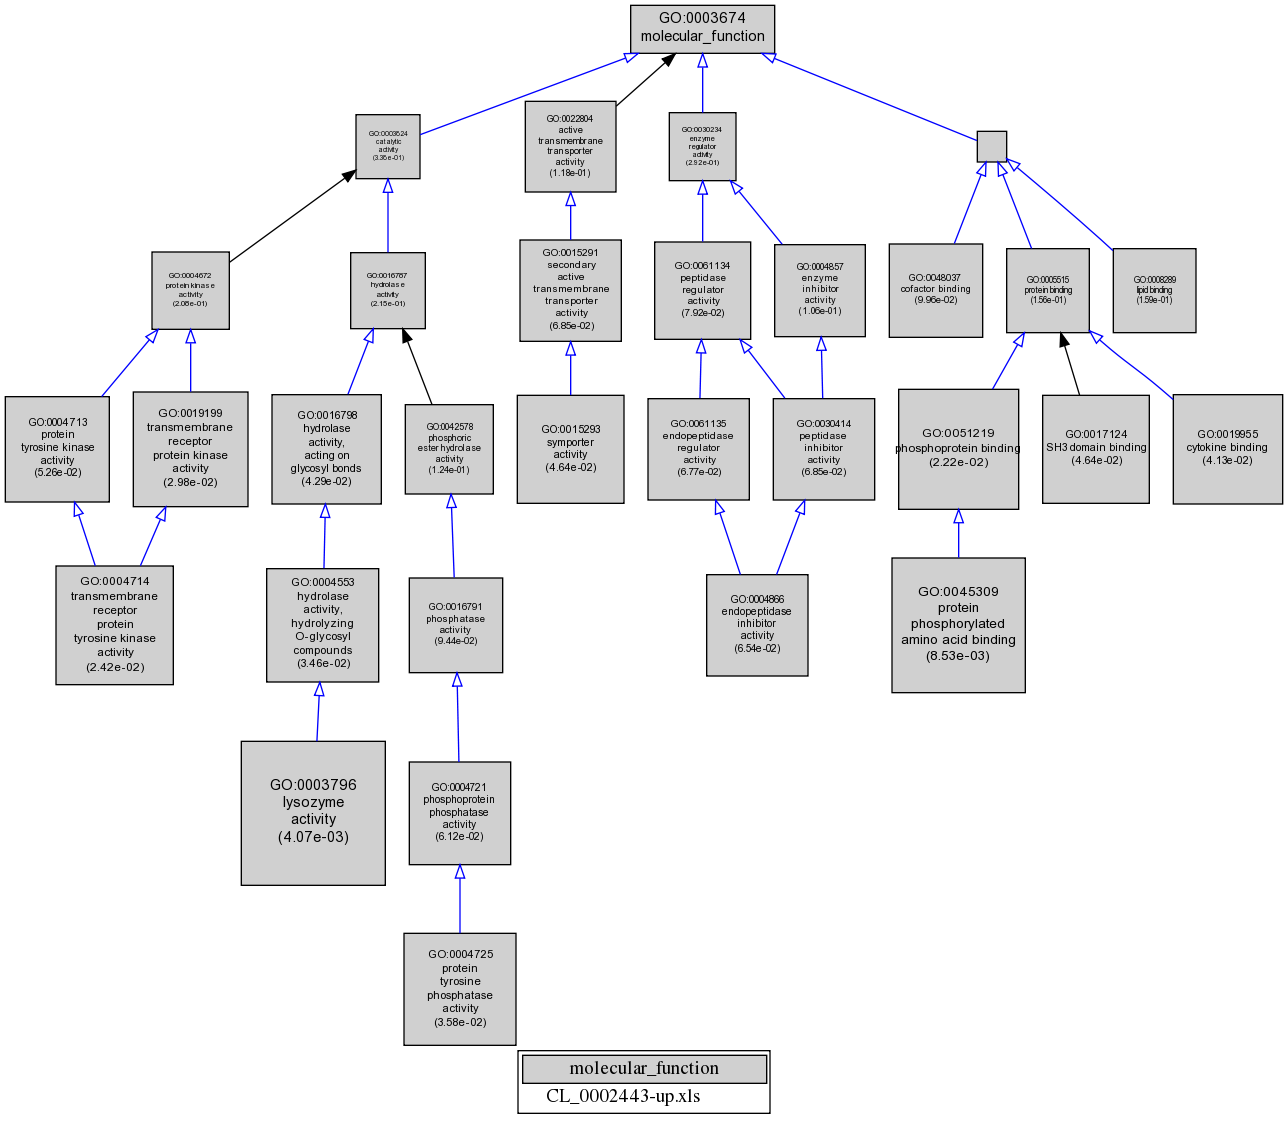 GO:0003674
molecular_function
GO:0003824
catalytic
activity
(3.36e-01)
GO:0022804
active
transmembrane
transporter
activity
(1.18e-01)
GO:0030234
enzyme
regulator
activity
(2.92e-01)
GO:0004672
protein kinase
activity
(2.08e-01)
GO:0016787
hydrolase
activity
(2.15e-01)
GO:0015291
secondary
active
transmembrane
transporter
activity
(6.85e-02)
GO:0061134
peptidase
regulator
activity
(7.92e-02)
GO:0004857
enzyme
inhibitor
activity
(1.06e-01)
GO:0048037
cofactor binding
(9.96e-02)
GO:0005515
protein binding
(1.56e-01)
GO:0008289
lipid binding
(1.59e-01)
GO:0004713
protein
tyrosine kinase
activity
(5.26e-02)
GO:0019199
transmembrane
receptor
protein kinase
activity
(2.98e-02)
GO:0016798
hydrolase
activity,
acting on
glycosyl bonds
(4.29e-02)
GO:0042578
phosphoric
ester hydrolase
activity
(1.24e-01)
GO:0015293
symporter
activity
(4.64e-02)
GO:0061135
endopeptidase
regulator
activity
(6.77e-02)
GO:0030414
peptidase
inhibitor
activity
(6.85e-02)
GO:0051219
phosphoprotein binding
(2.22e-02)
GO:0017124
SH3 domain binding
(4.64e-02)
GO:0019955
cytokine binding
(4.13e-02)
GO:0004714
transmembrane
receptor
protein
tyrosine kinase
activity
(2.42e-02)
GO:0004553
hydrolase
activity,
hydrolyzing
O-glycosyl
compounds
(3.46e-02)
GO:0016791
phosphatase
activity
(9.44e-02)
GO:0004866
endopeptidase
inhibitor
activity
(6.54e-02)
GO:0045309
protein
phosphorylated
amino acid binding
(8.53e-03)
GO:0003796
lysozyme
activity
(4.07e-03)
GO:0004721
phosphoprotein
phosphatase
activity
(6.12e-02)
GO:0004725
protein
tyrosine
phosphatase
activity
(3.58e-02)
molecular_function
CL_0002443-up.xls